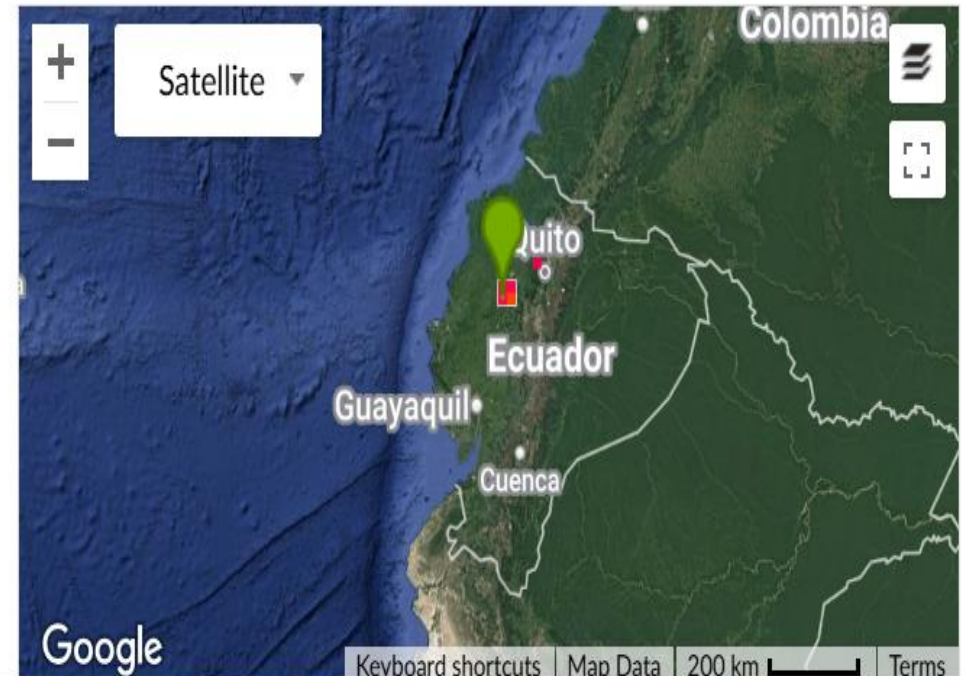 Colombia
+
Satellite
−
Quito
Ecuador
Guayaquil
Cuenca
Google
Keyboard shortcuts Map Data 200 km Terms